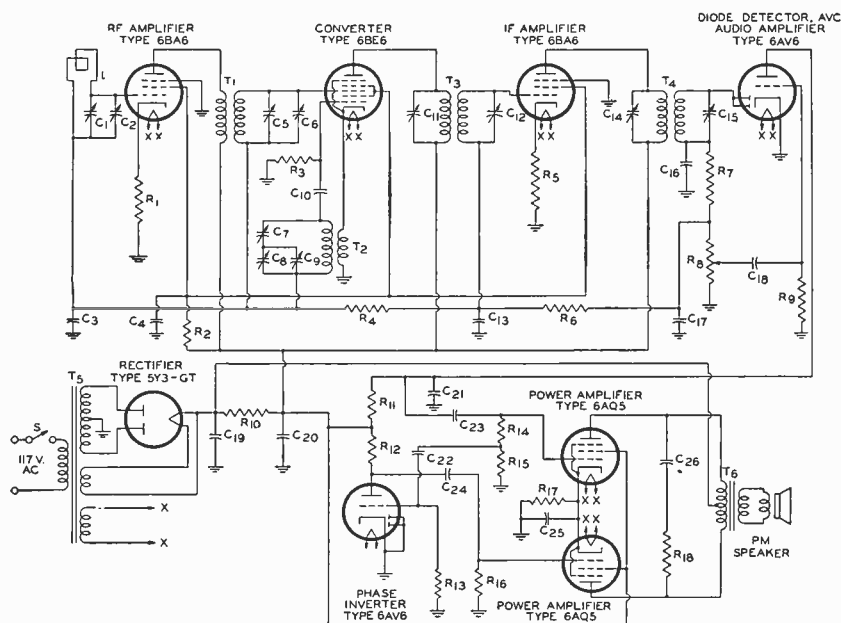 RF AMPLIFIER
TYPE 6BA6
CONVERTER
TYPE 6BE6
IF AMPLIFIER
TYPE 6BA6
DIODE DETECTOR, AVC
AUDIO AMPLIFIER
TYPE 6AV6
L
T1
T3
T4
C1
C2
C5
C6
C11
C12
C14
C15
X X
X X
X X
X X
R1
R3
C10
R5
C16
R7
C7
C8
C9
T2
R8
C18
R9
C3
C4
R2
R4
C13
R6
C17
T5
RECTIFIER
TYPE 5Y3-GT
S
117 V.
AC
R10
C19
C20
R11
C21
C23
R12
C22
C24
R14
R15
POWER AMPLIFIER
TYPE 6AQ5
C26
T6
R17
C25
X X
X X
R18
PM
SPEAKER
X
X
R13
R16
PHASE
INVERTER
TYPE 6AV6
POWER AMPLIFIER
TYPE 6AQ5